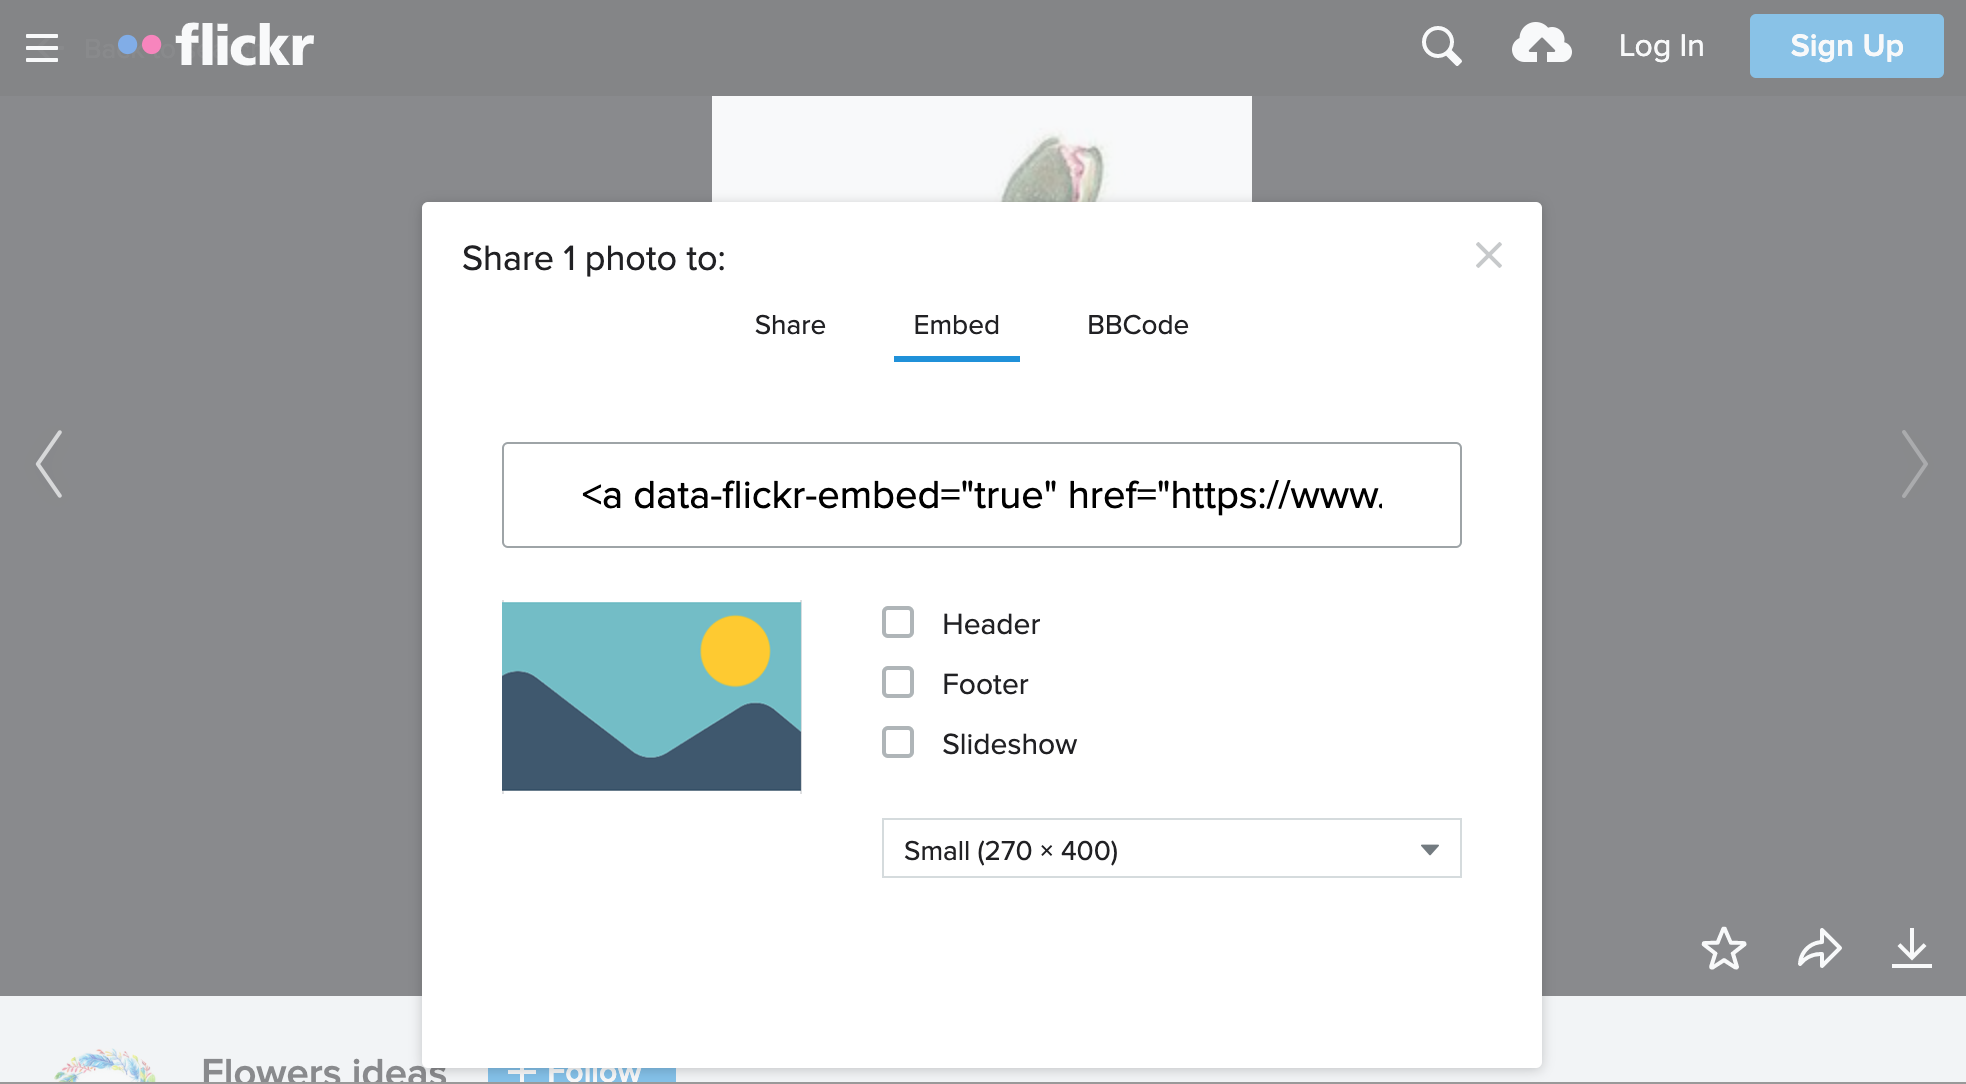 flickr
Log In
Sign Up
Share 1 photo to:
Share
Embed
BBCode
<a data-flickr-embed="true" href="https://www.
Header
Footer
Slideshow
Small (270 × 400)
Flowers ideas
+ Follow